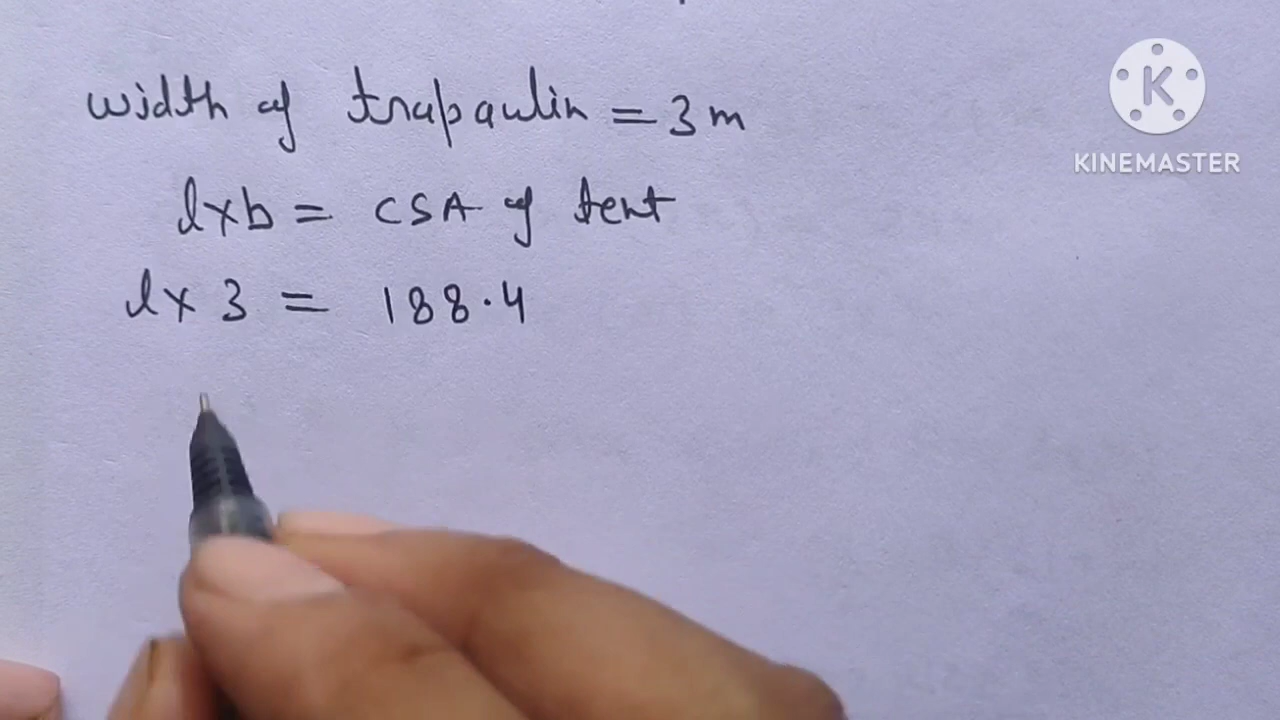 width of trapaulin = 3 m
l x b = CSA of tent
l x 3 = 188.4
K
KINEMASTER